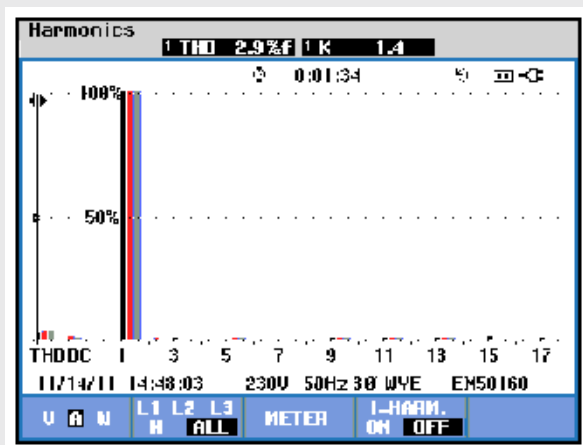 Harmonics
1 THD 2.9%f 1 K 1.4
0:01:34
100%
50%
THDDC 1 3 5 7 9 11 13 15 17
11/14/11 14:48:03 230V 50Hz 3Ø WYE EN50160
V A N
L1 L2 L3
N ALL
METER
I-HARM.
ON OFF